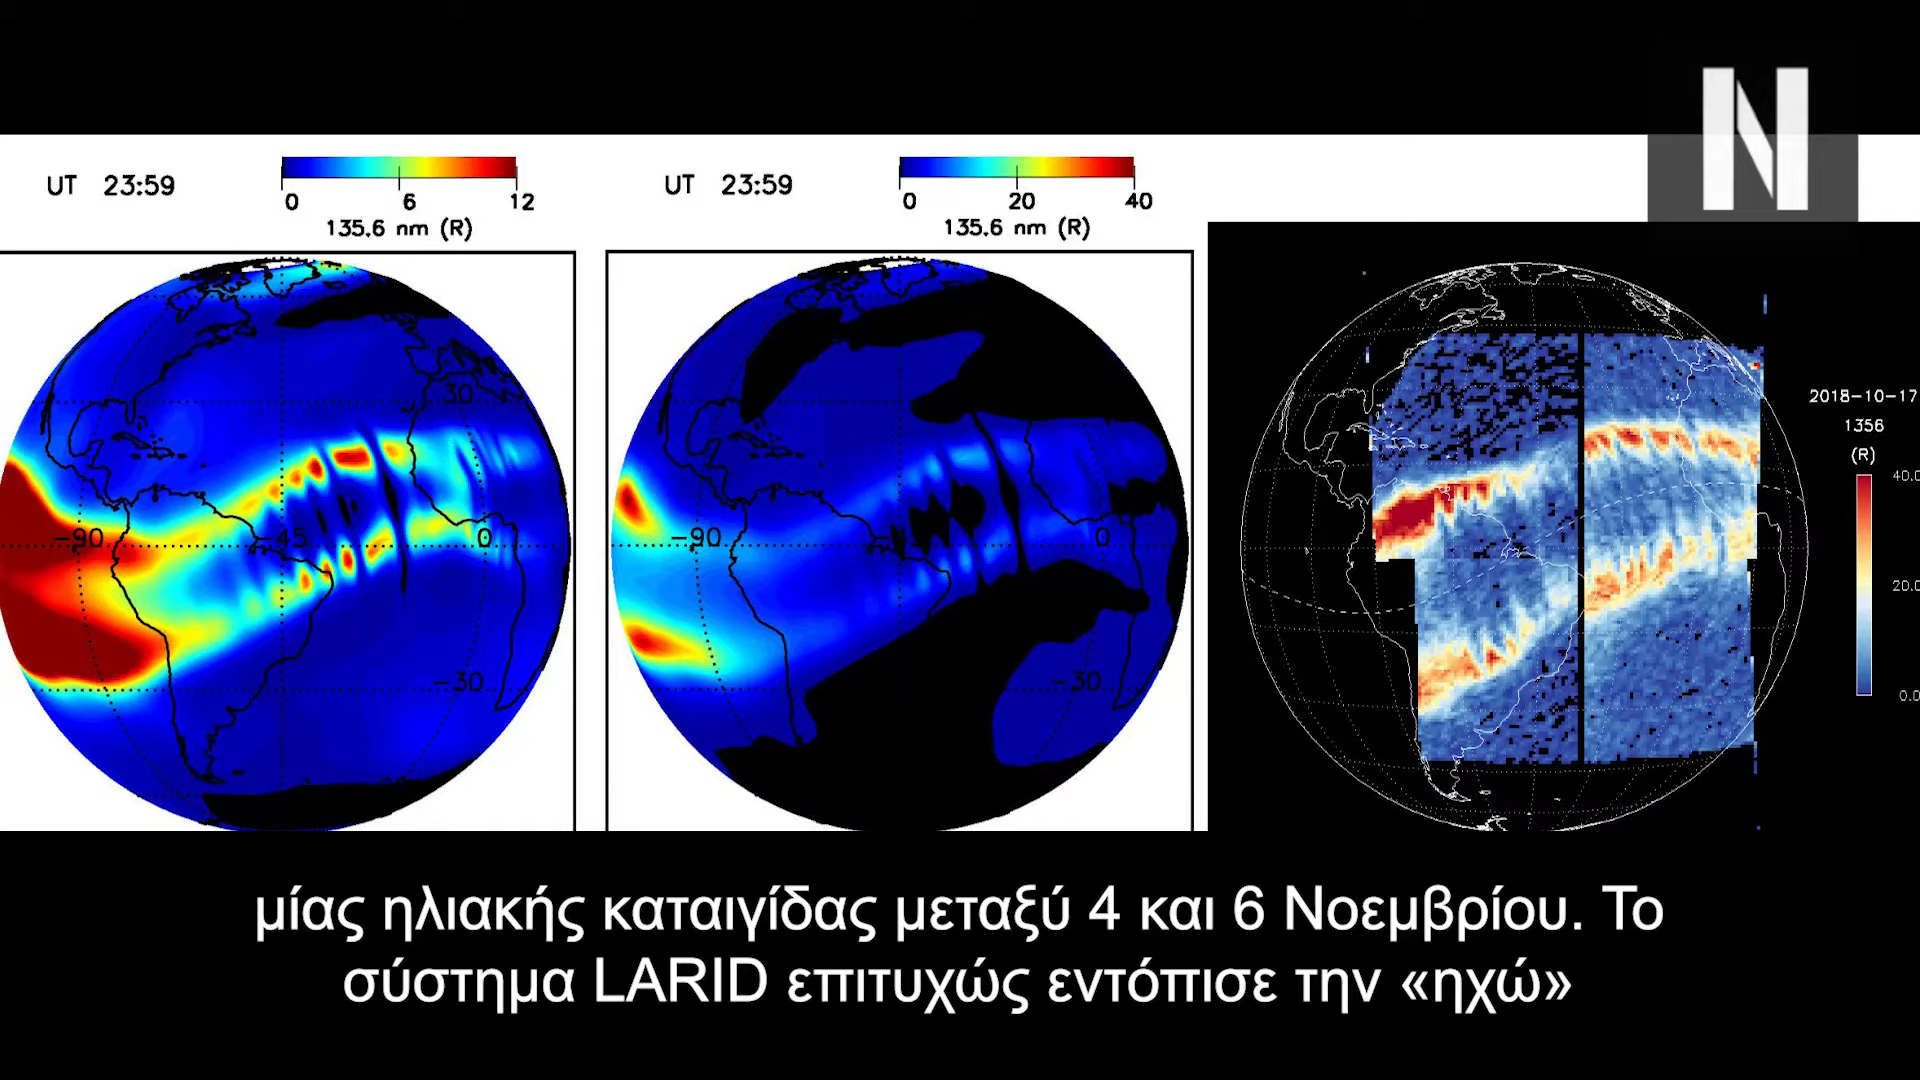 N
UT 23:59
0 6 12
135.6 nm (R)
UT 23:59
0 20 40
135.6 nm (R)
30
-90 -45 0
-30
-90 0
-30
2018-10-17
1356
(R)
40.0
20.0
0.0
μίας ηλιακής καταιγίδας μεταξύ 4 και 6 Νοεμβρίου. Το
σύστημα LARID επιτυχώς εντόπισε την «ηχώ»